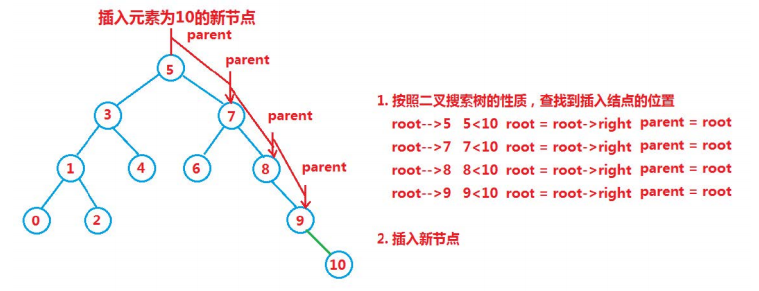 插入元素为10的新节点
parent
parent
5
parent
3
7
parent
1
4
6
8
0
2
9
10
1. 按照二叉搜索树的性质，查找到插入结点的位置
root-->5 5<10 root = root->right parent = root
root-->7 7<10 root = root->right parent = root
root-->8 8<10 root = root->right parent = root
root-->9 9<10 root = root->right parent = root
2. 插入新节点